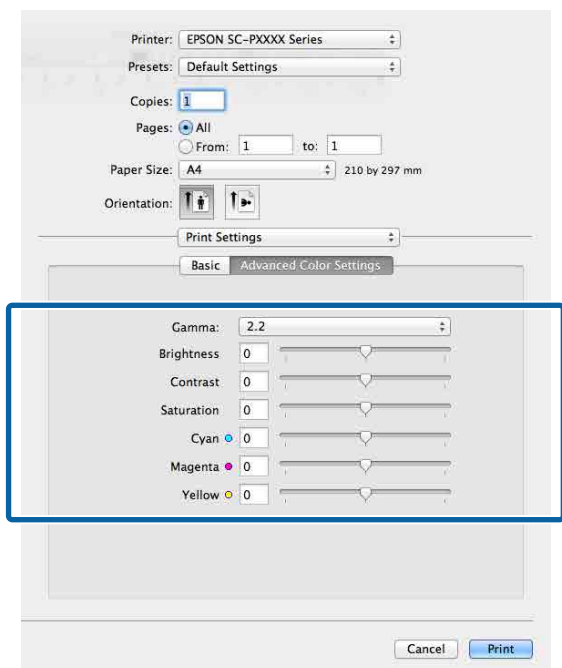 Printer: EPSON SC-PXXXX Series
Presets: Default Settings
Copies: 1
Pages: All
From: 1 to: 1
Paper Size: A4 210 by 297 mm
Orientation:
Print Settings
Basic Advanced Color Settings
Gamma: 2.2
Brightness 0
Contrast 0
Saturation 0
Cyan 0
Magenta 0
Yellow 0
Cancel Print